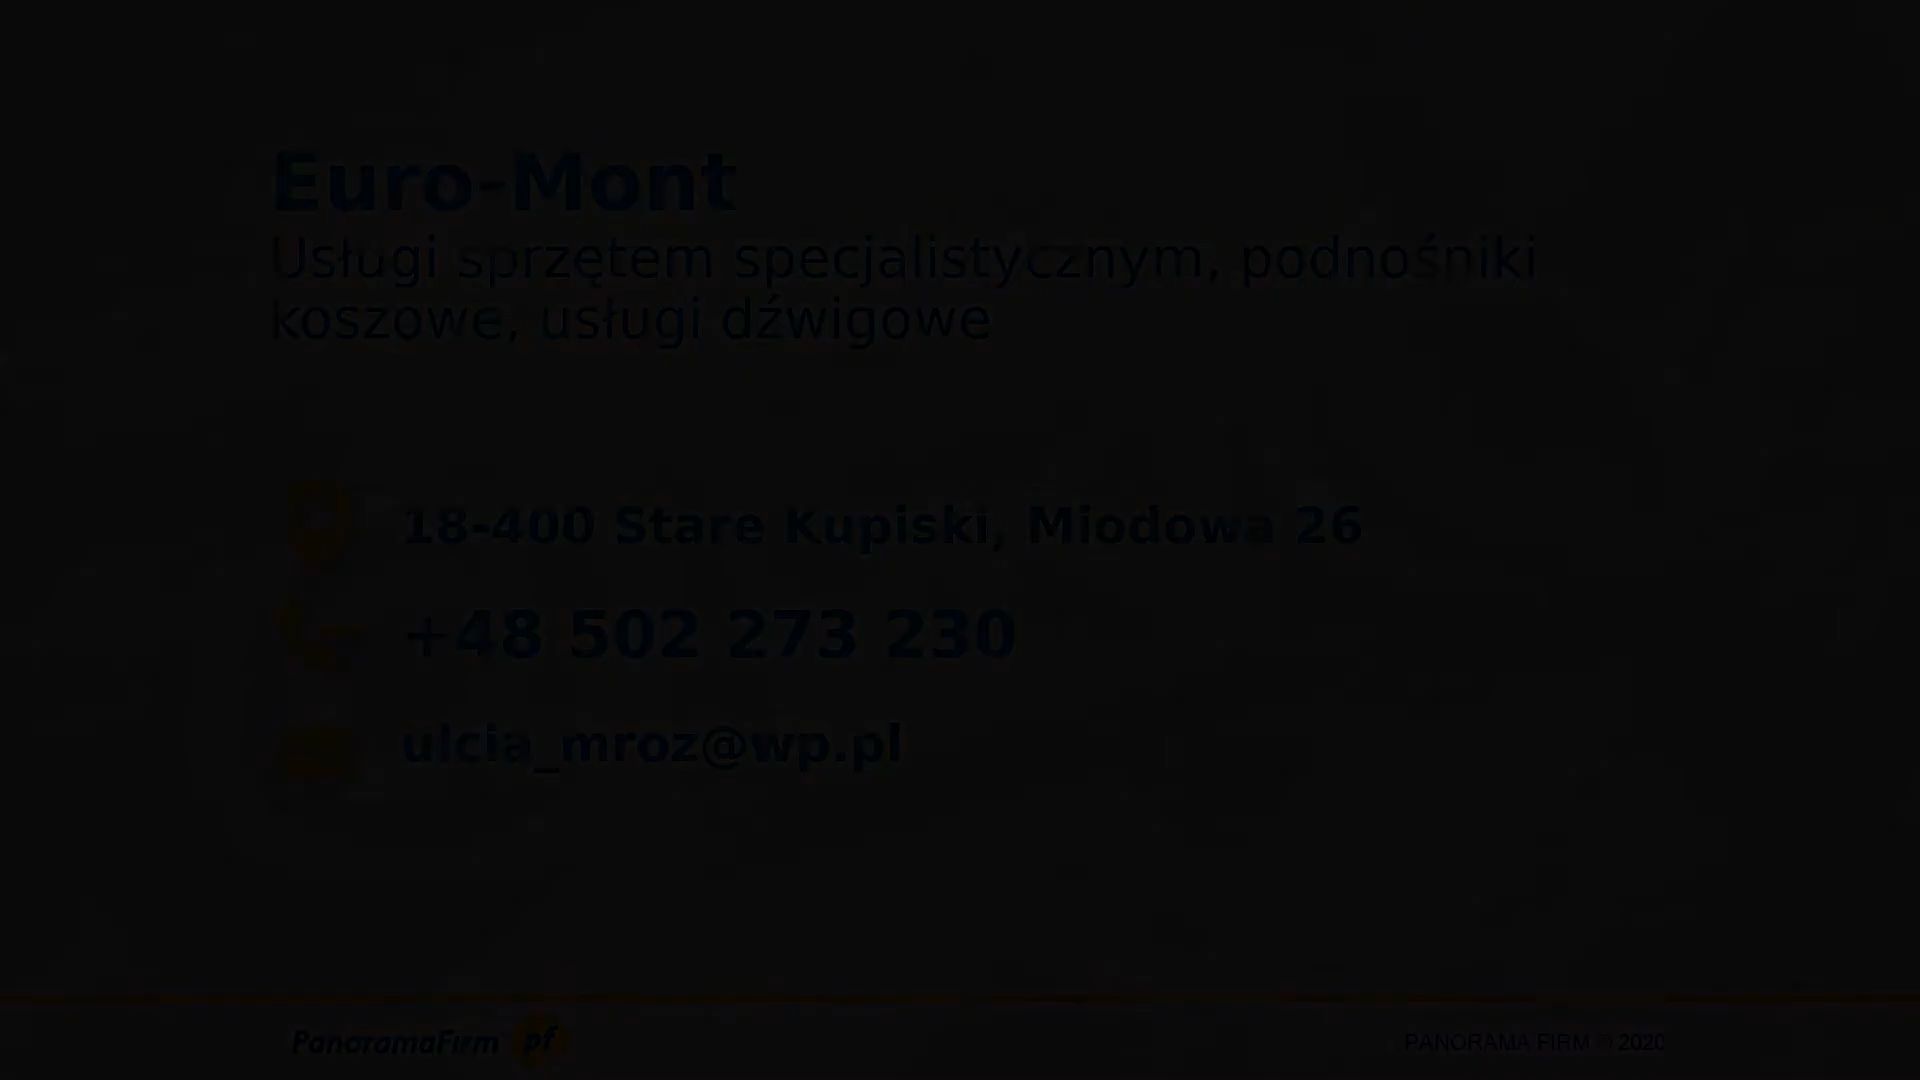 Euro-Mont
Usługi sprzętem specjalistycznym, podnośniki
koszowe, usługi dźwigowe
18-400 Stare Kupiski, Miodowa 26
+48 502 273 230
ulcia_mroz@wp.pl
PanoramaFirm pf
PANORAMA FIRM © 2020